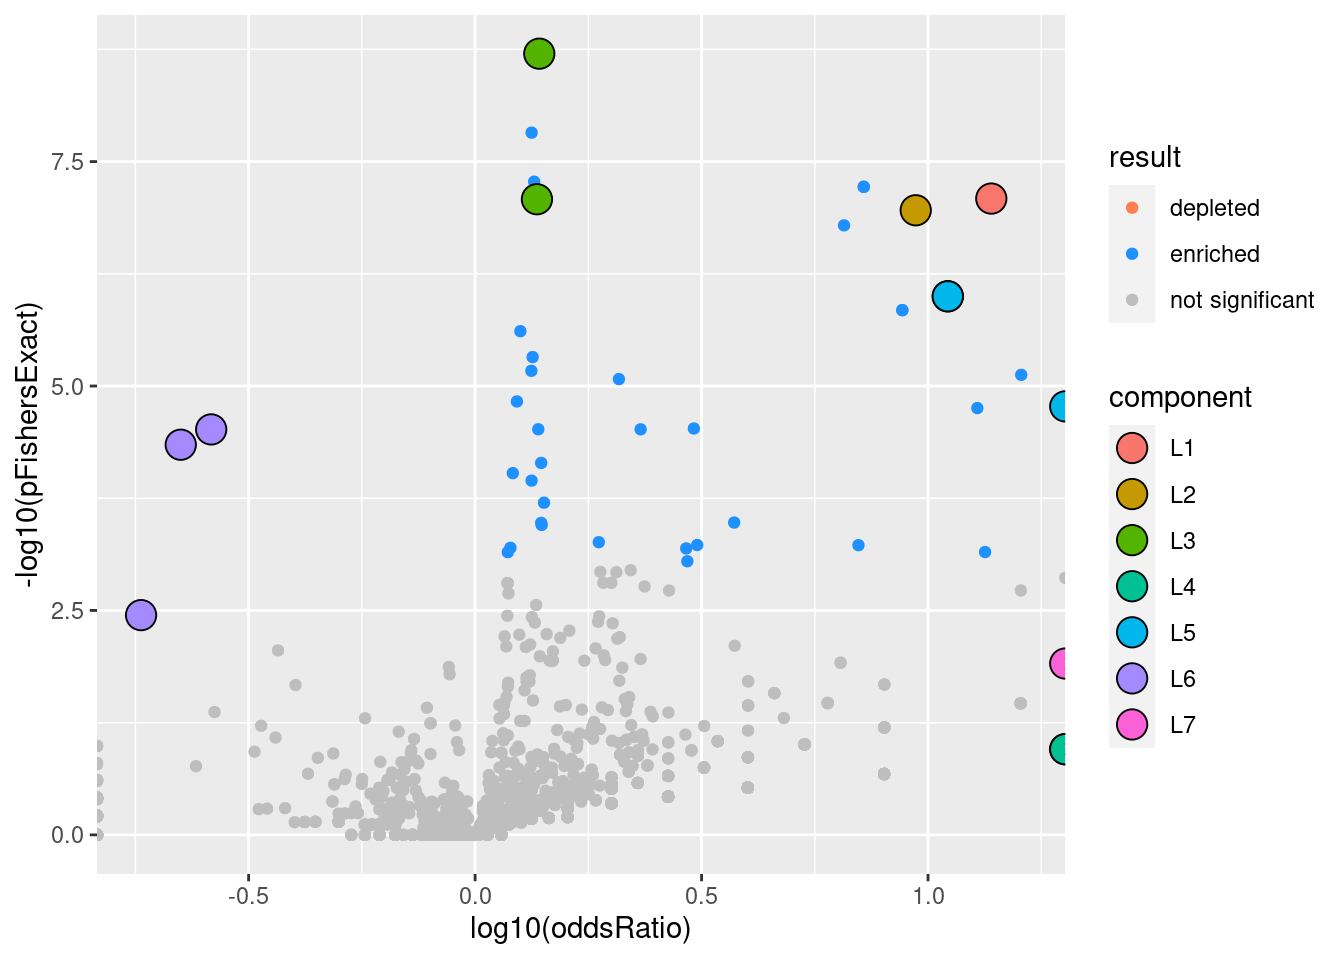 7.5
5.0
2.5
0.0
-log10(pFishersExact)
-0.5
0.0
0.5
1.0
log10(oddsRatio)
result
depleted
enriched
not significant
component
L1
L2
L3
L4
L5
L6
L7